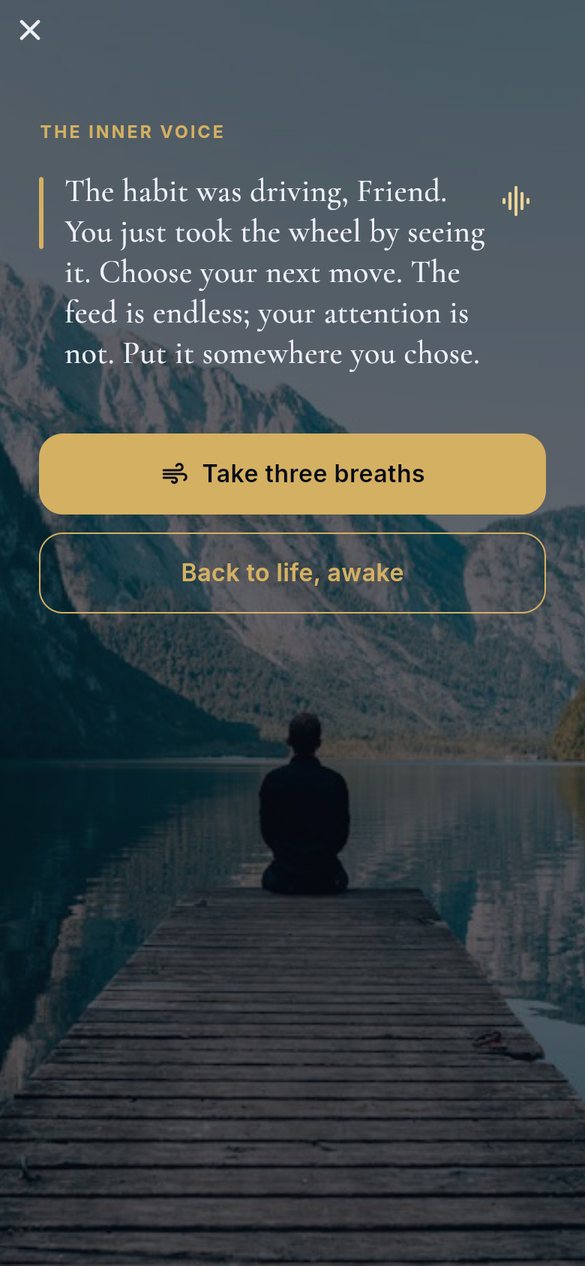 THE INNER VOICE
The habit was driving, Friend.
You just took the wheel by seeing
it. Choose your next move. The
feed is endless; your attention is
not. Put it somewhere you chose.
Take three breaths
Back to life, awake